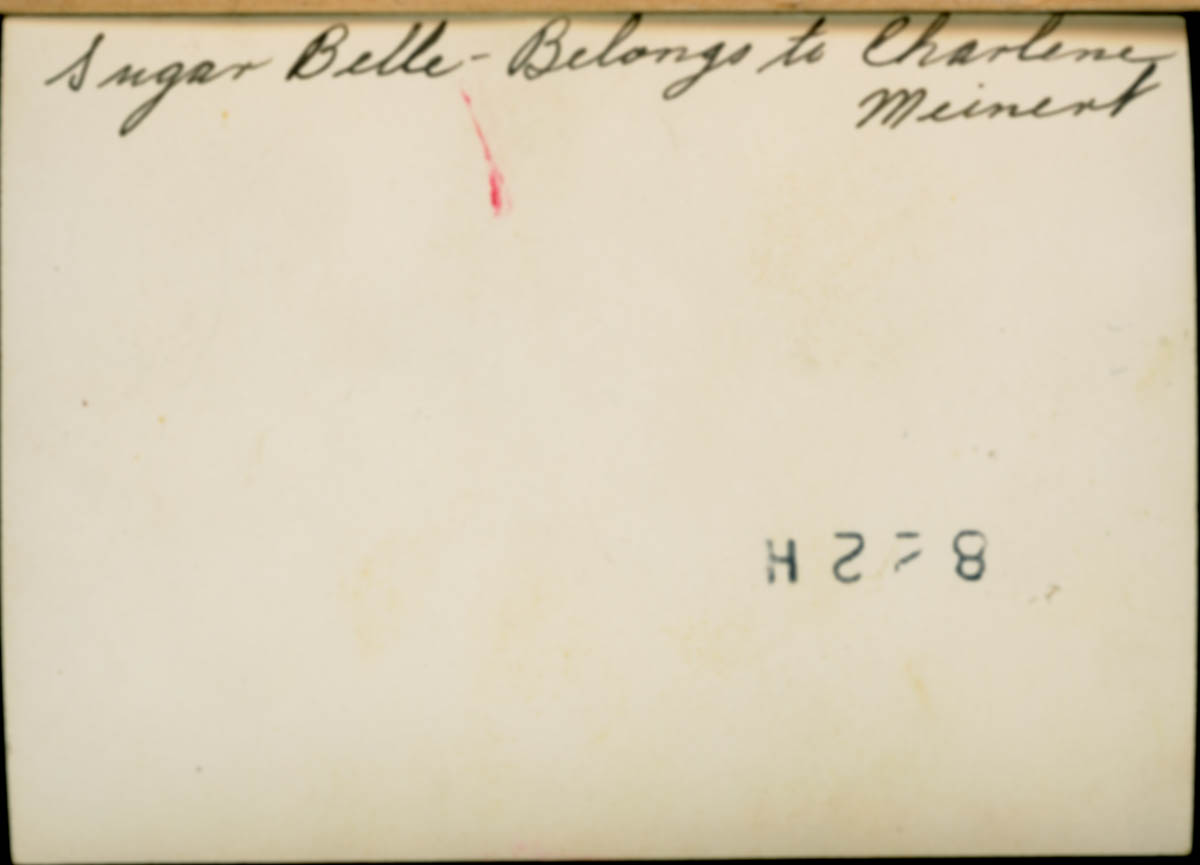 Sugar Belle - Belongs to Charlene
Meinert